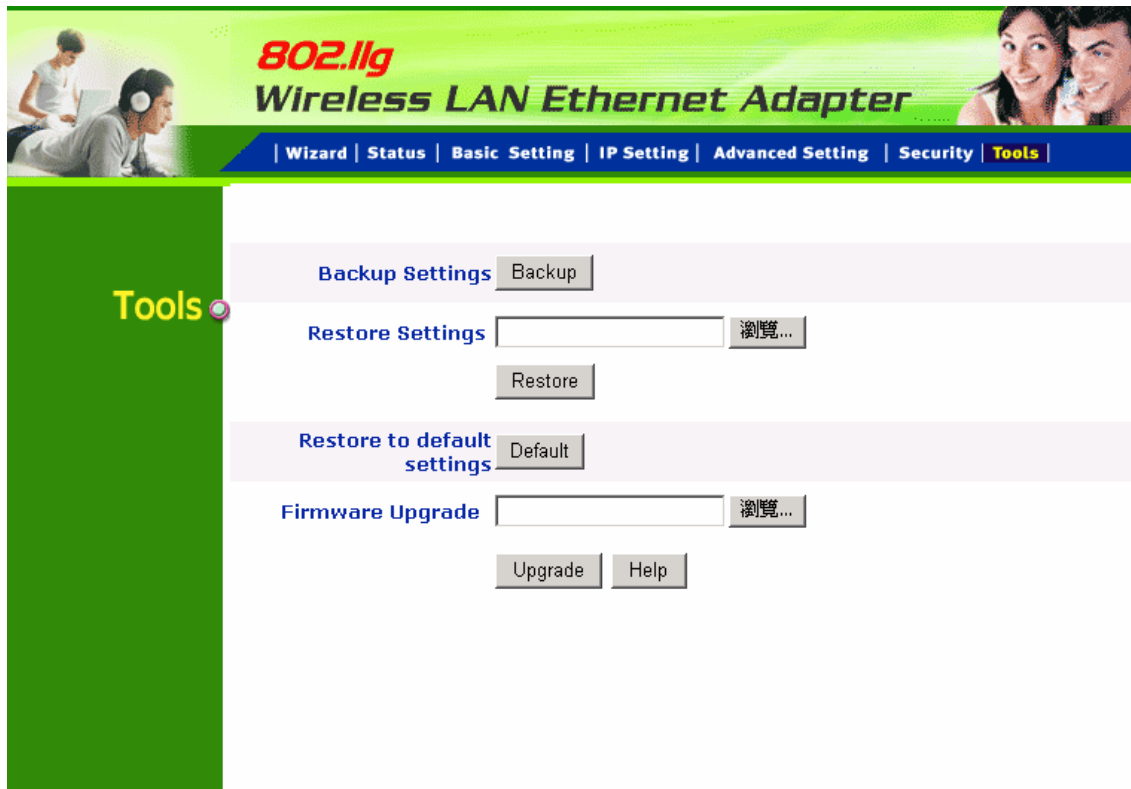 802.11g
Wireless LAN Ethernet Adapter
| Wizard | Status | Basic Setting | IP Setting | Advanced Setting | Security | Tools |
Tools
Backup Settings Backup
Restore Settings 瀏覽...
Restore
Restore to default settings Default
Firmware Upgrade 瀏覽...
Upgrade Help